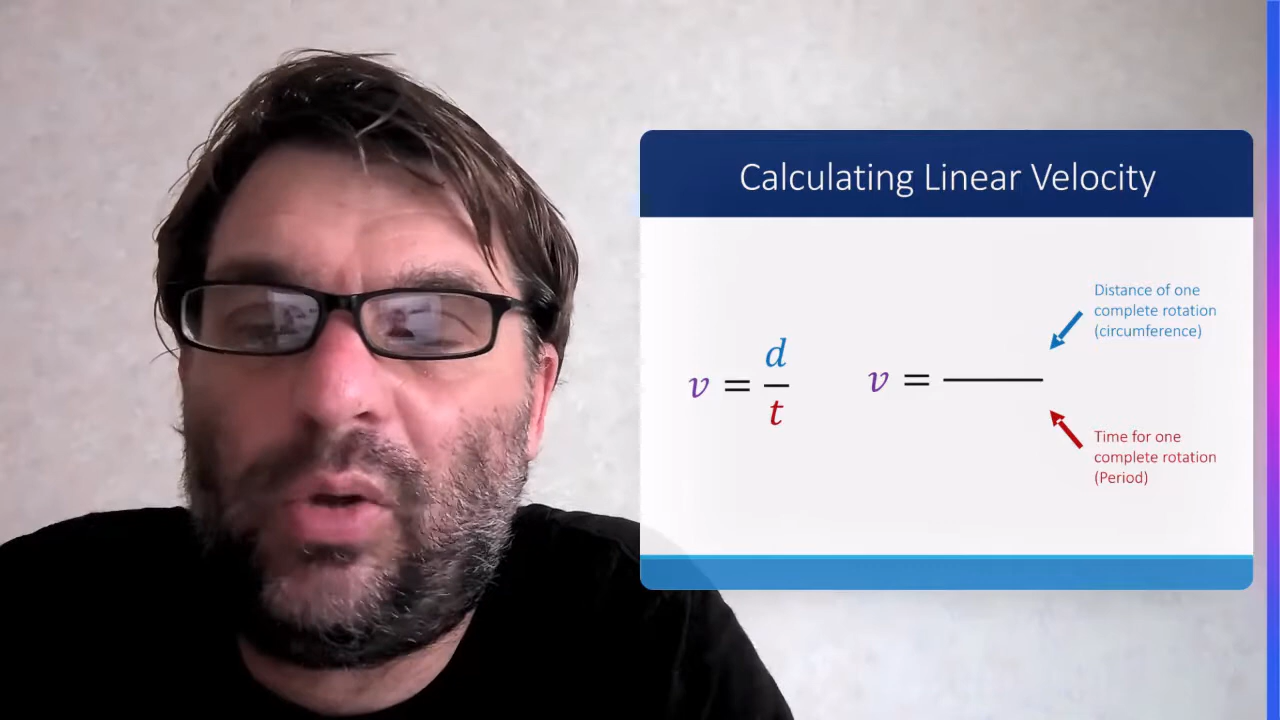 Calculating Linear Velocity
Distance of one
complete rotation
(circumference)
v = d/t
v = ―
Time for one
complete rotation
(Period)